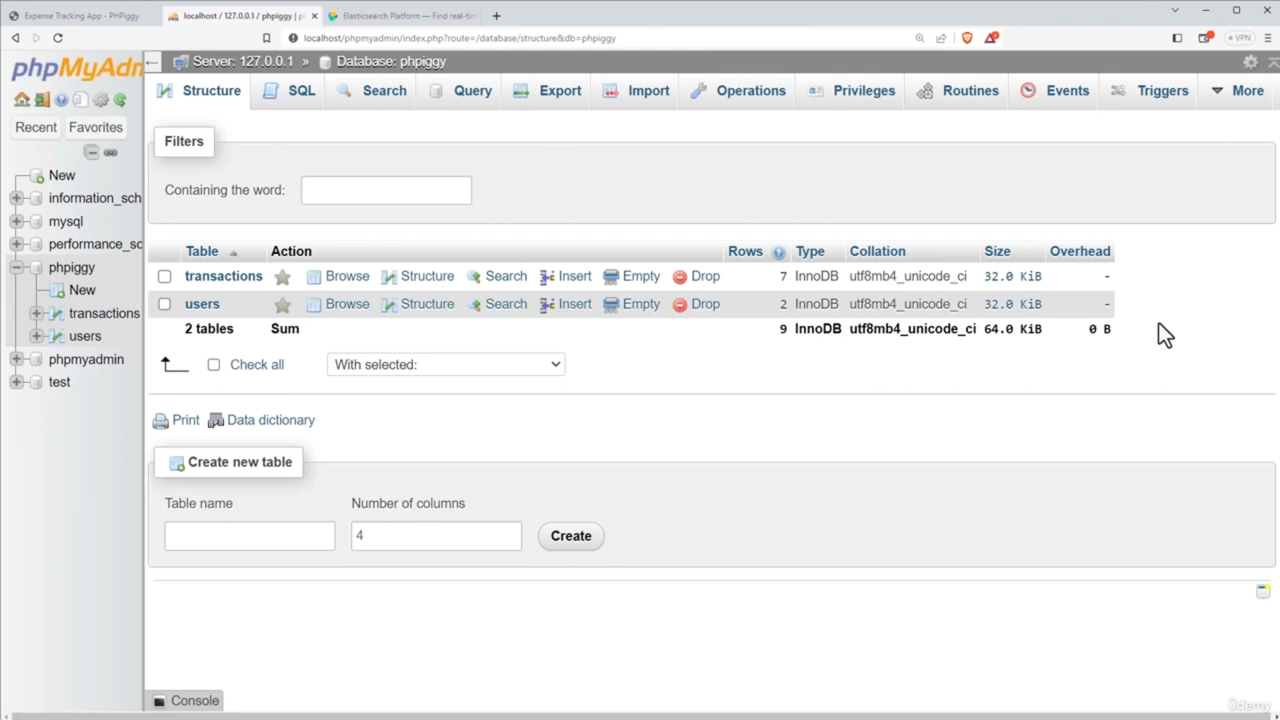 Expense Tracking App - PHPiggy
localhost / 127.0.0.1 / phpiggy | p
Elasticsearch Platform — Find real-tim
localhost/phpmyadmin/index.php?route=/database/structure&db=phpiggy
VPN
phpMyAdm
Server: 127.0.0.1 » Database: phpiggy
Structure SQL Search Query Export Import Operations Privileges Routines Events Triggers More
Recent Favorites
New
information_sch
mysql
performance_sc
phpiggy
New
transactions
users
phpmyadmin
test
Filters
Containing the word:
Table Action Rows Type Collation Size Overhead
transactions Browse Structure Search Insert Empty Drop 7 InnoDB utf8mb4_unicode_ci 32.0 KiB -
users Browse Structure Search Insert Empty Drop 2 InnoDB utf8mb4_unicode_ci 32.0 KiB -
2 tables Sum 9 InnoDB utf8mb4_unicode_ci 64.0 KiB 0 B
Check all With selected:
Print Data dictionary
Create new table
Table name Number of columns
4 Create
Console
ûdemy